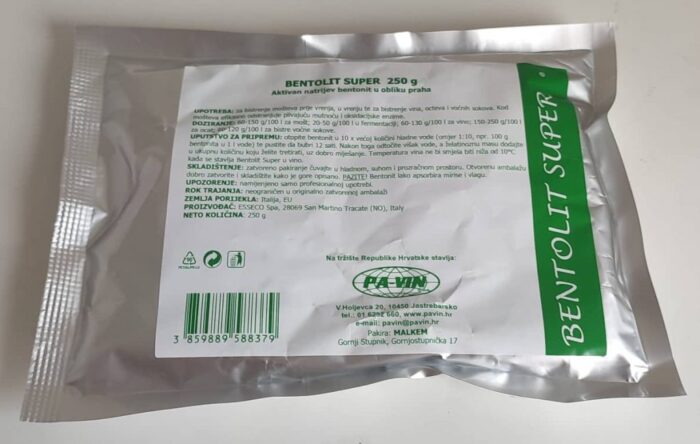 BENTOLIT SUPER 250 g
Aktivan natrijev bentonit u obliku praha
UPOTREBA: za bistrenje mošteva prije vrenja, u vrenju te za bistrenje vina, octeva i voćnih sokova. Kod
moštova efikasno odstranjuje plivajuću mutnoću i oksidacijske enzime.
DOZIRANJE: 60-150 g/100 l za mošt; 20-50 g/100 l u fermentaciji; 60-130 g/100 l za vino; 150-250 g/100 l
za ocat; 80-120 g/100 l za bistre voćne sokove.
UPUTSTVO ZA PRIPREMU: otopite bentonit u 10 x većoj količini hladne vode (omjer 1:10, npr. 100 g
bentonita u 1 l vode) te pustite da bubri 12 sati. Nakon toga odtočite višak vode, a želatinoznu masu dodajte
u ukupnu količinu koju želite tretirati, uz dobro miješanje. Temperatura vina ne bi smjela biti niža od 10°C
kada se stavlja Bentolit Super u vino.
SKLADIŠTENJE: zatvoreno pakiranje čuvajte u hladnom, suhom i prozračnom prostoru. Otvorenu ambalažu
dobro zatvorite i skladištite kako je gore opisano. PAZITE! Bentonit lako apsorbira mirise i vlagu.
UPOZORENJE: namijenjeno samo profesionalnoj upotrebi.
ROK TRAJANJA: neograničen u originalno zatvorenoj ambalaži
ZEMLJA PORIJEKLA: Italija, EU
PROIZVOĐAČ: ESSECO Spa, 28069 San Martino Tracate (NO), Italy
NETO KOLIČINA: 250 g
Na tržište Republike Hrvatske stavlja:
PA-VIN
V.Holjevca 20, 10450 Jastrebarsko
tel.: 01 6292 660, www.pavin.hr
e-mail: pavin@pavin.hr
Pakira: MALKEM
Gornji Stupnik, Gornjostupnička 17
3 859889 588379
BENTOLIT SUPER